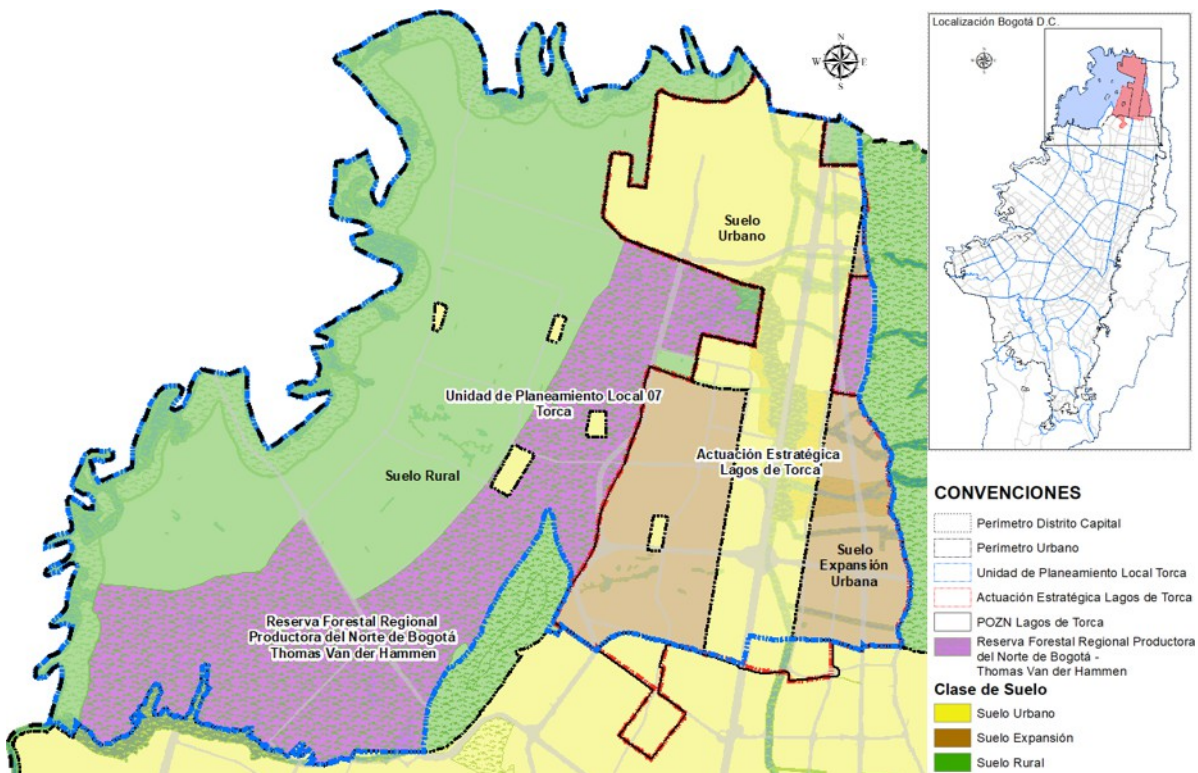 Localización Bogotá D.C.
N
W E
S
N
W E
S
Suelo
Urbano
Unidad de Planeamiento Local 07
Torca
Suelo Rural
Actuación Estratégica
Lagos de Torca
Suelo
Expansión
Urbana
Reserva Forestal Regional
Productora del Norte de Bogotá
Thomas Van der Hammen
CONVENCIONES
Perímetro Distrito Capital
Perímetro Urbano
Unidad de Planeamiento Local Torca
Actuación Estratégica Lagos de Torca
POZN Lagos de Torca
Reserva Forestal Regional Productora
del Norte de Bogotá -
Thomas Van der Hammen
Clase de Suelo
Suelo Urbano
Suelo Expansión
Suelo Rural